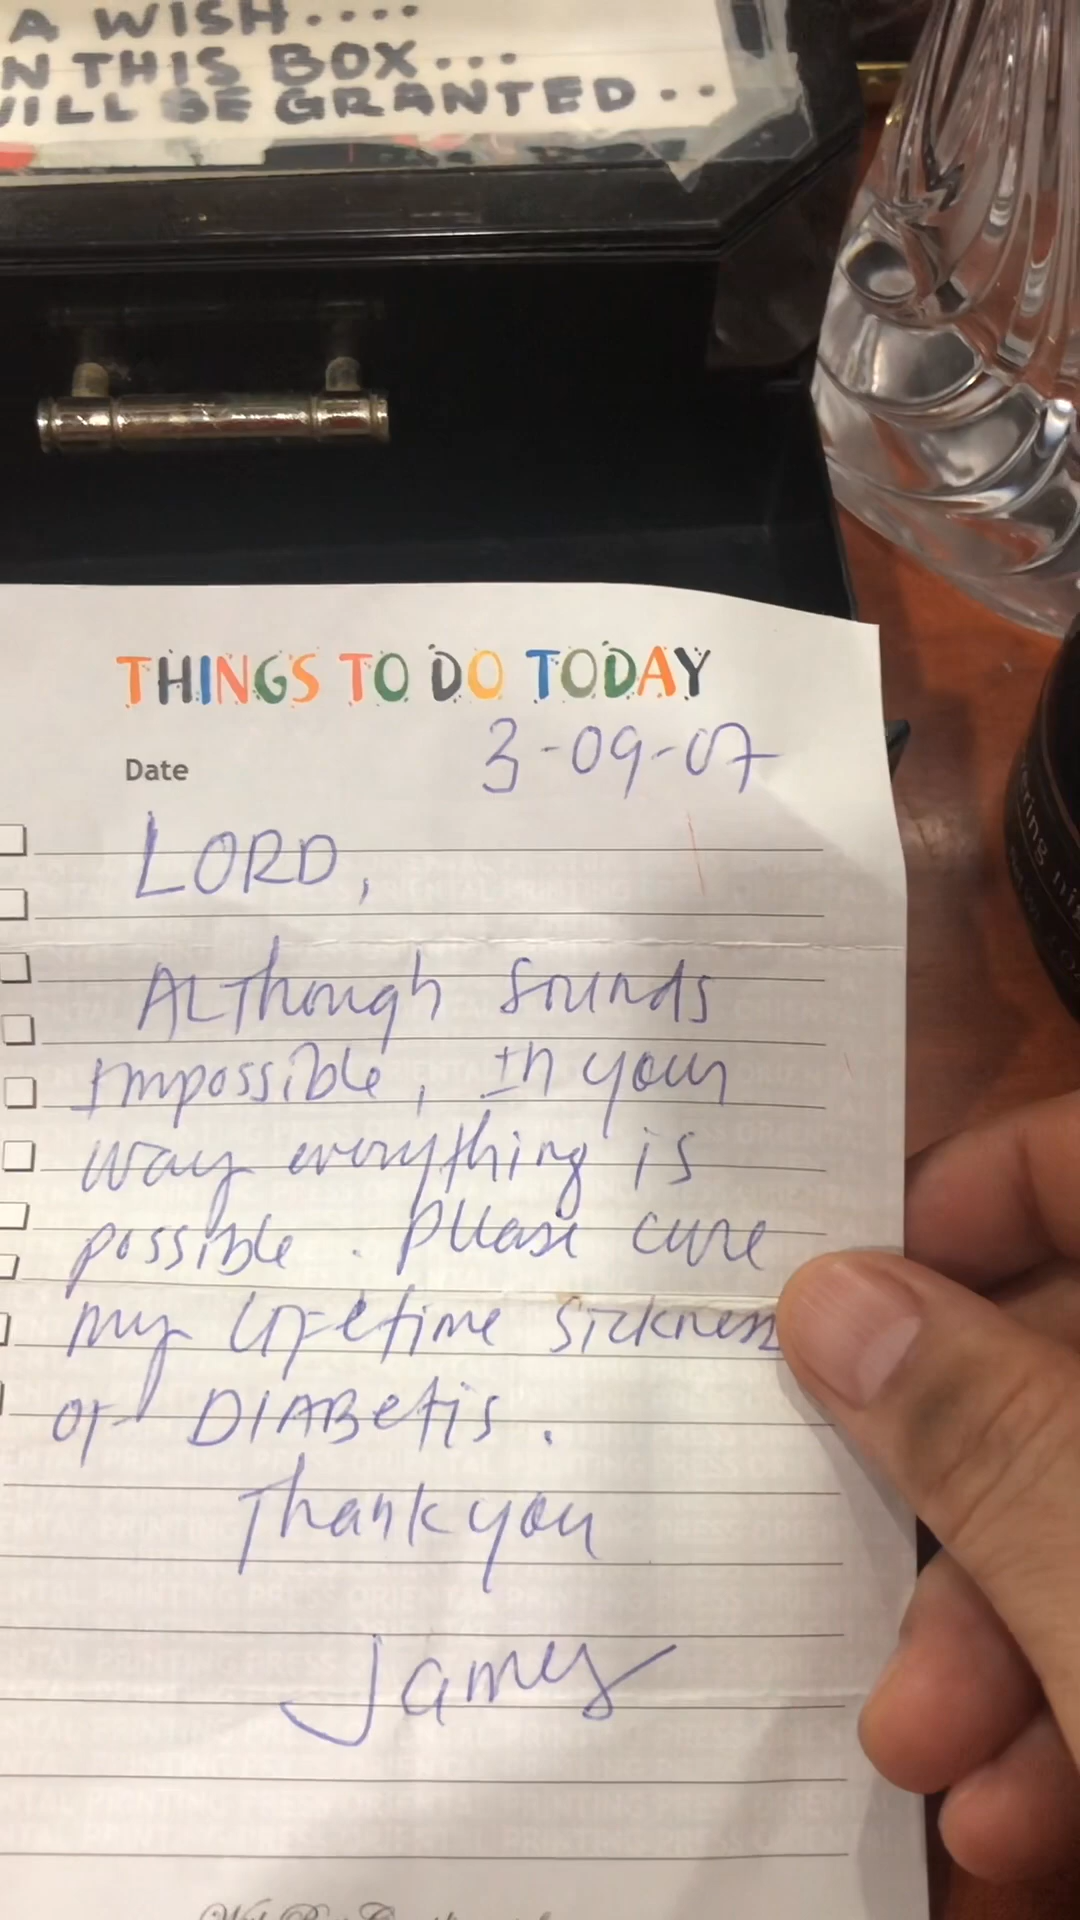 A WISH....
N THIS BOX...
WILL BE GRANTED..
THINGS TO DO TODAY
Date
3-09-07
LORD,
ALthough sounds
Impossible, In your
way everything is
possible. please cure
my LIFetime sickness
OF DIABetis.
Thank you
James